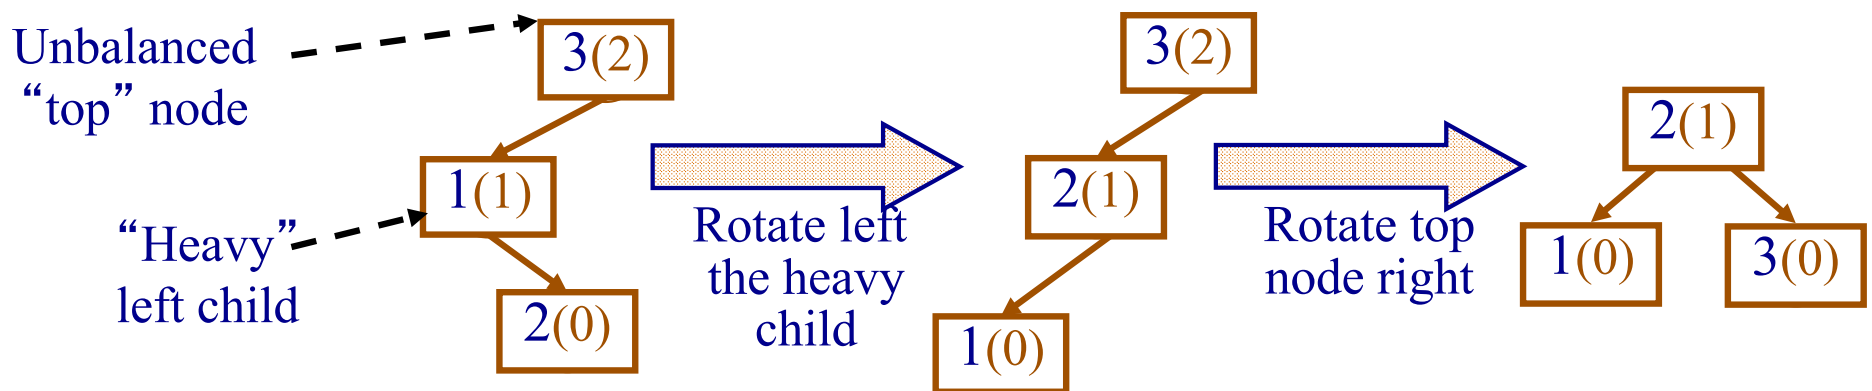 Unbalanced
“top” node
3(2)
1(1)
“Heavy”
left child
2(0)
Rotate left
the heavy
child
3(2)
2(1)
1(0)
Rotate top
node right
2(1)
1(0)
3(0)